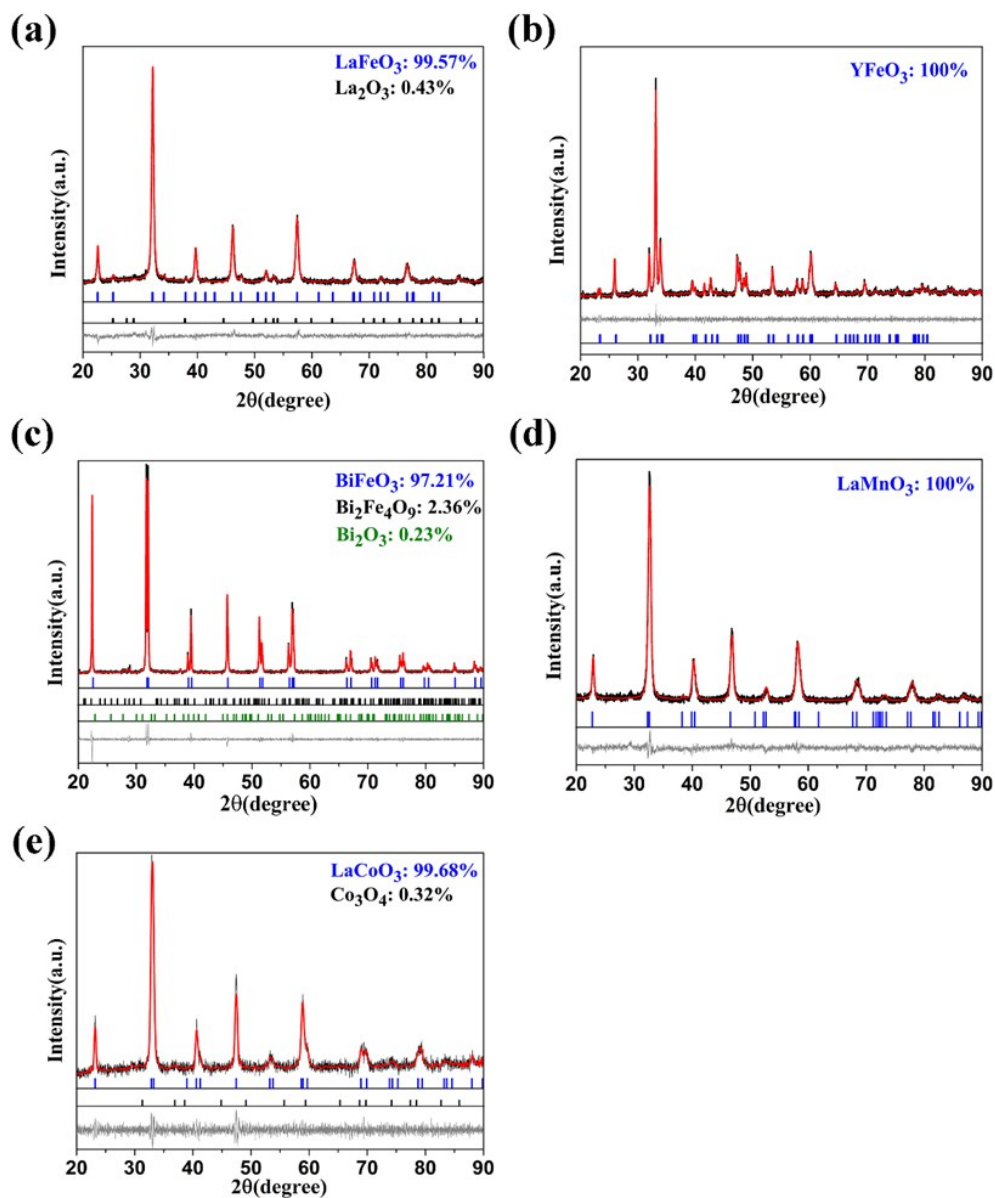 (a)
LaFeO₃: 99.57%
La₂O₃: 0.43%
Intensity(a.u.)
20 30 40 50 60 70 80 90
2θ(degree)
(b)
YFeO₃: 100%
Intensity(a.u.)
20 30 40 50 60 70 80 90
2θ(degree)
(c)
BiFeO₃: 97.21%
Bi₂Fe₄O₉: 2.36%
Bi₂O₃: 0.23%
Intensity(a.u.)
20 30 40 50 60 70 80 90
2θ(degree)
(d)
LaMnO₃: 100%
Intensity(a.u.)
20 30 40 50 60 70 80 90
2θ(degree)
(e)
LaCoO₃: 99.68%
Co₃O₄: 0.32%
Intensity(a.u.)
20 30 40 50 60 70 80 90
2θ(degree)